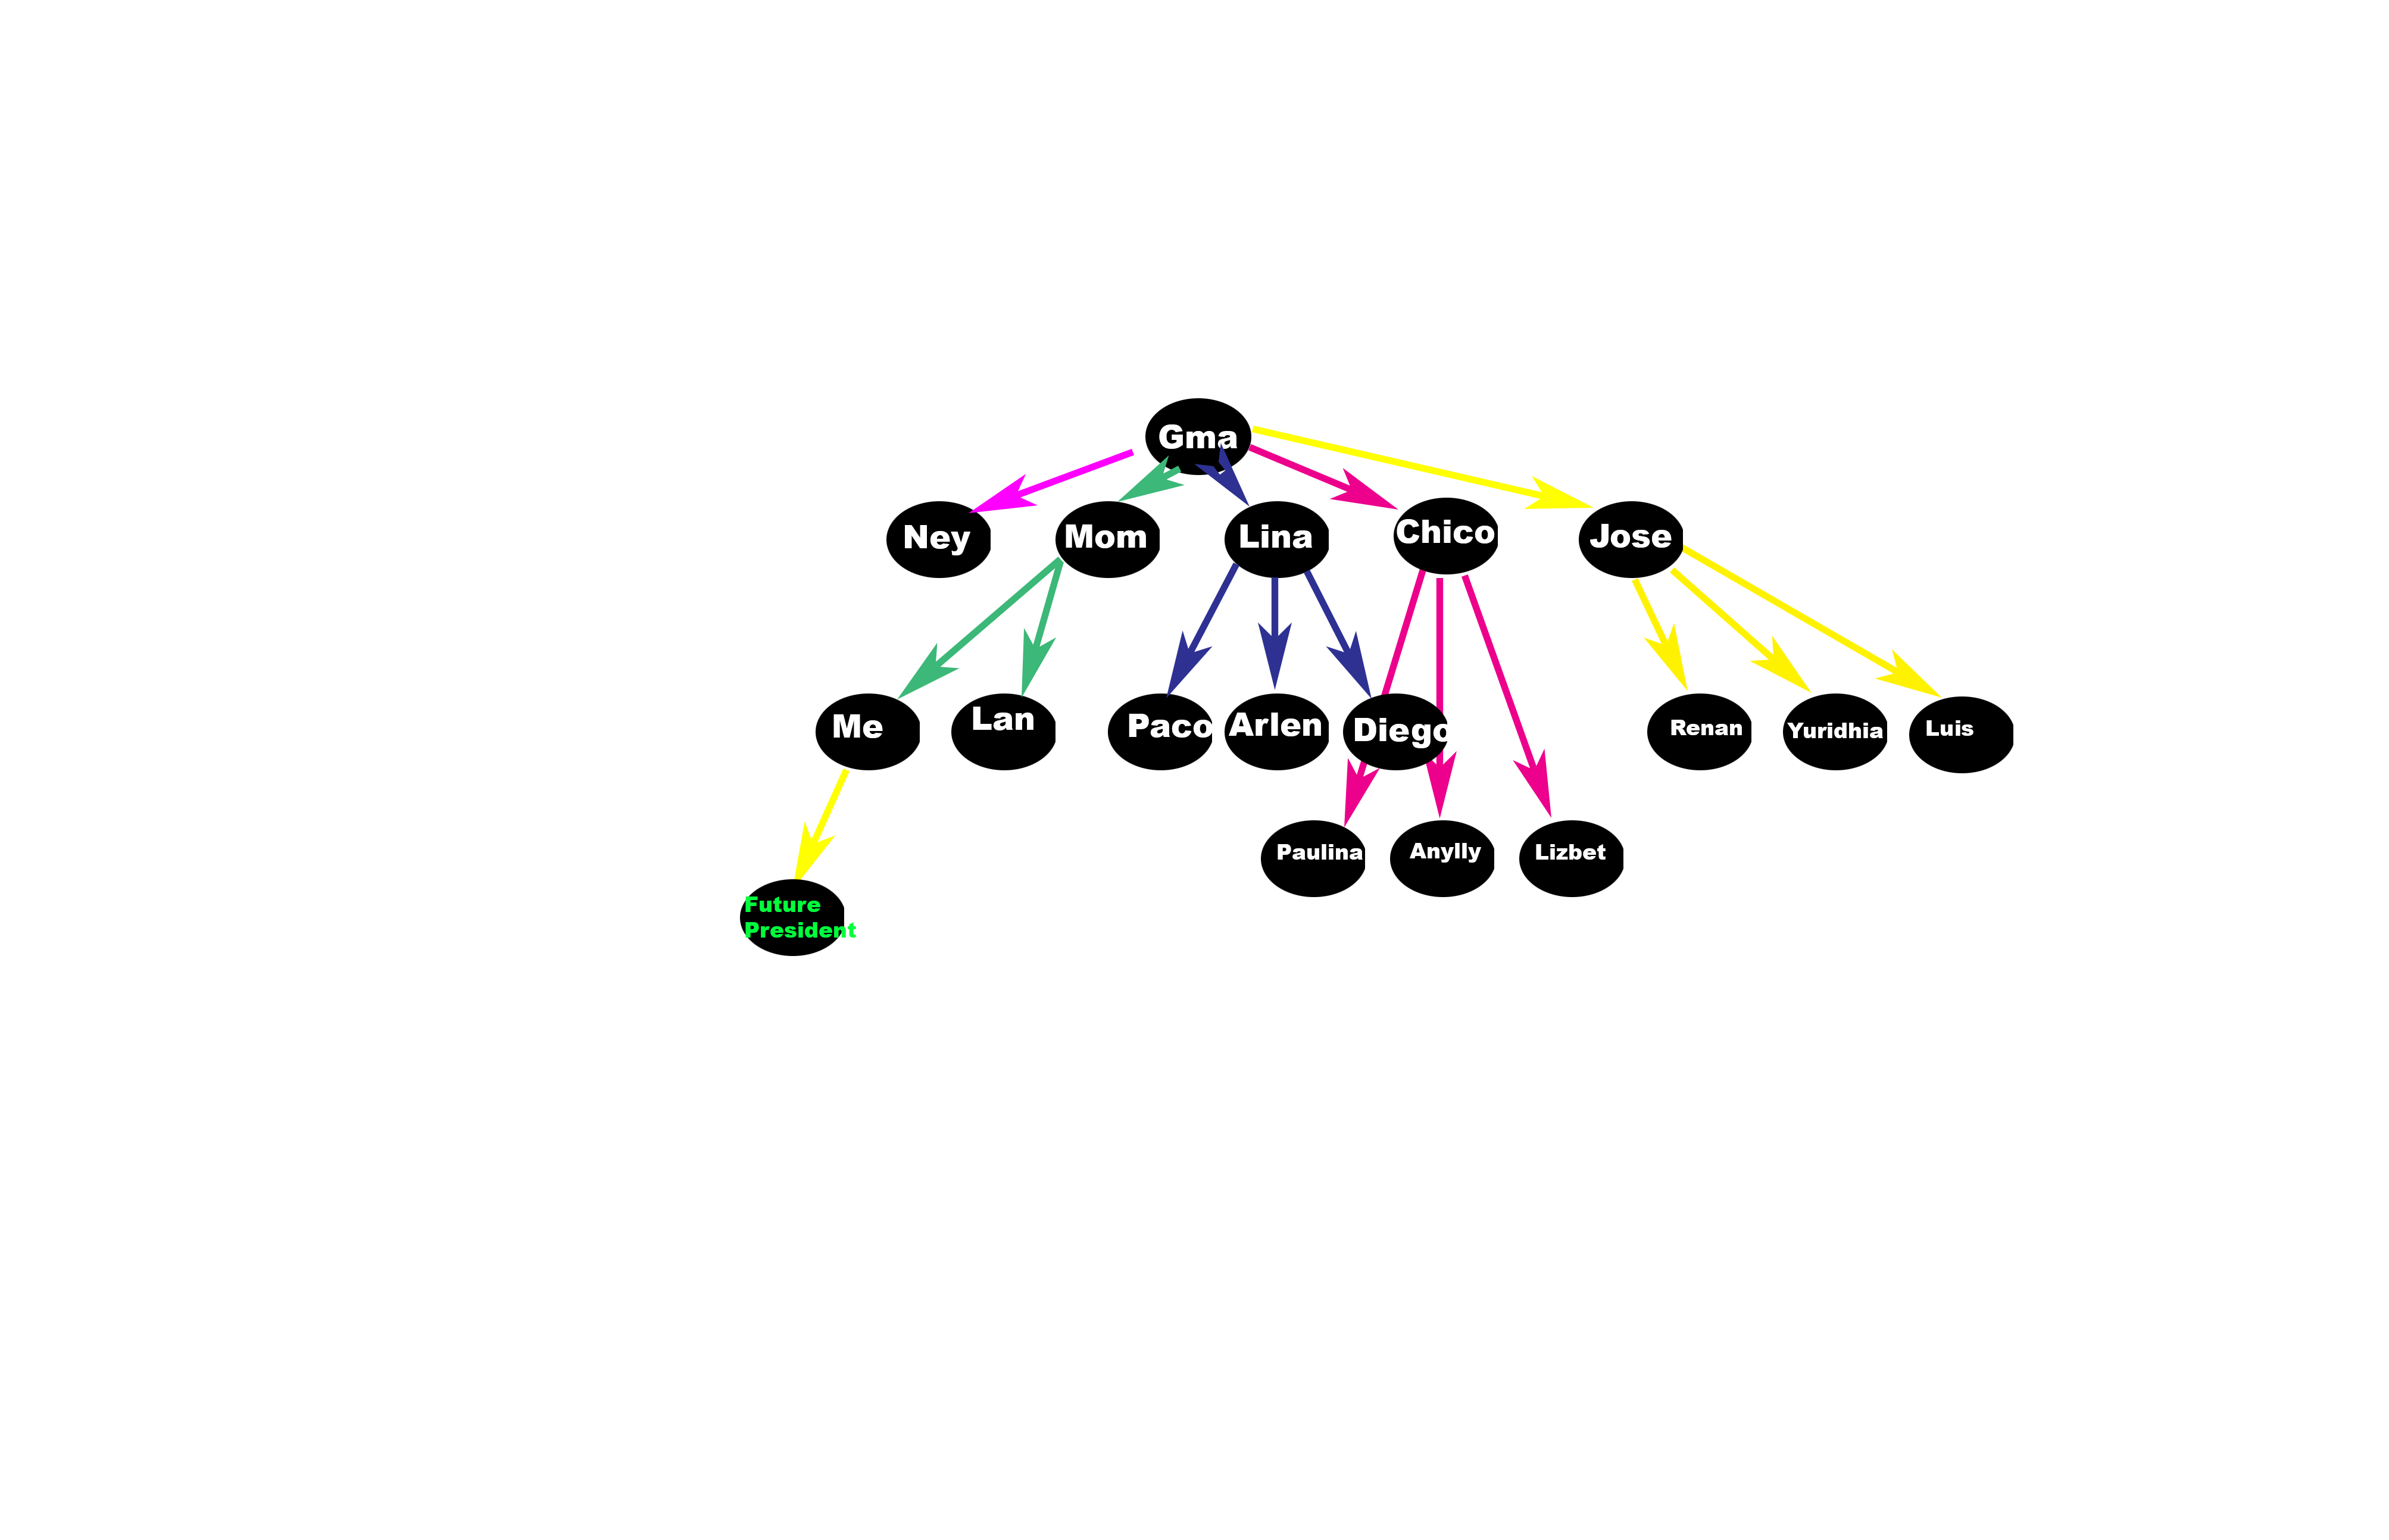 Gma
Ney
Mom
Lina
Chico
Jose
Me
Lan
Paco
Arlen
Diego
Renan
Yuridhia
Luis
Paulina
Anylly
Lizbet
Future
President